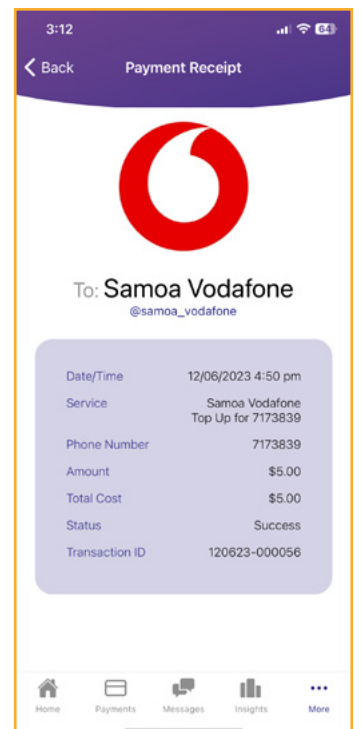 3:12
64
Back Payment Receipt
To: Samoa Vodafone
@samoa_vodafone
Date/Time 12/06/2023 4:50 pm
Service Samoa Vodafone
Top Up for 7173839
Phone Number 7173839
Amount $5.00
Total Cost $5.00
Status Success
Transaction ID 120623-000056
Home Payments Messages Insights More